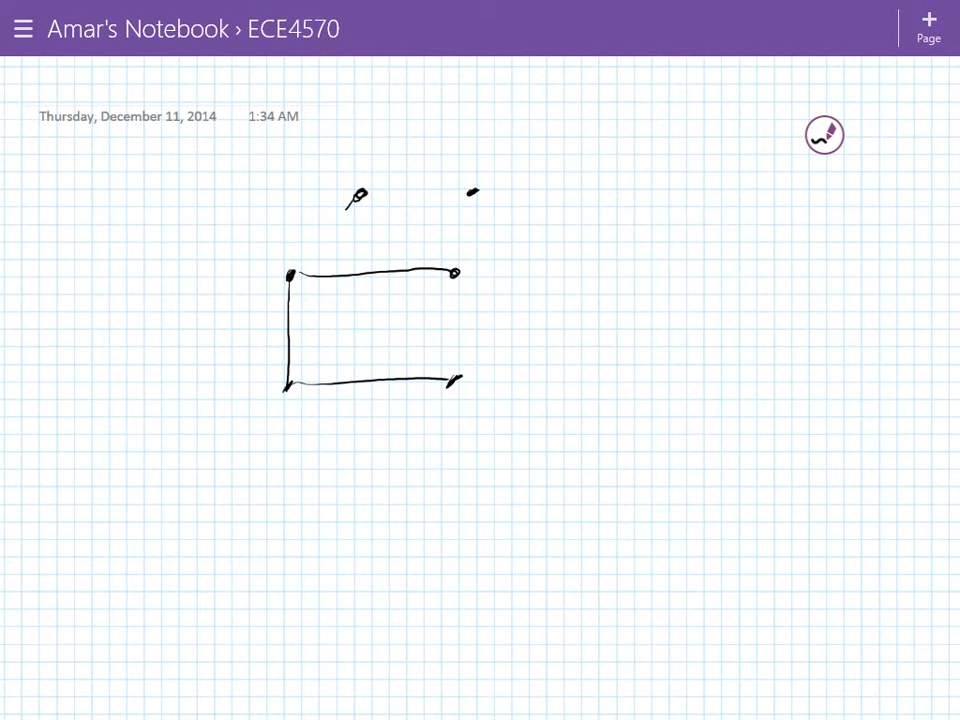 Amar's Notebook › ECE4570
Page
Thursday, December 11, 2014 1:34 AM